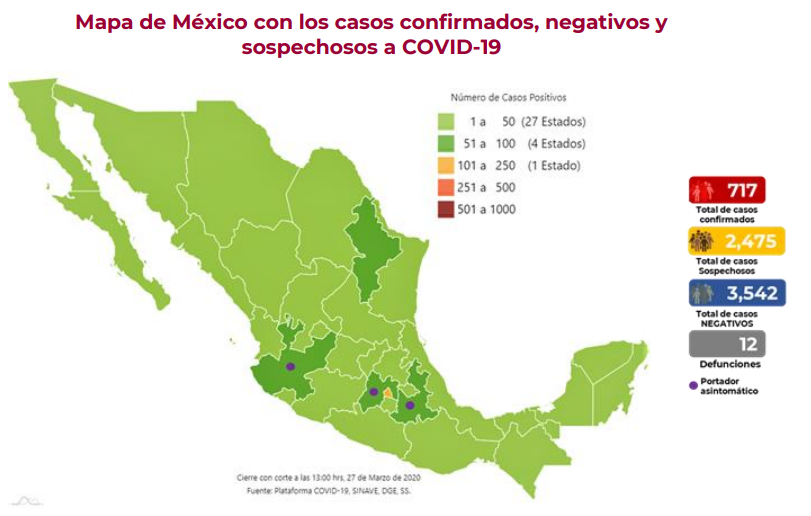 Mapa de México con los casos confirmados, negativos y
sospechosos a COVID-19
Número de Casos Positivos
1 a 50 (27 Estados)
51 a 100 (4 Estados)
101 a 250 (1 Estado)
251 a 500
501 a 1000
717
Total de casos
confirmados
2,475
Total de casos
Sospechosos
3,542
Total de casos
NEGATIVOS
12
Defunciones
Portador
asintomático
Cierre con corte a las 13:00 hrs, 27 de Marzo de 2020
Fuente: Plataforma COVID-19, SINAVE, DGE, SS.